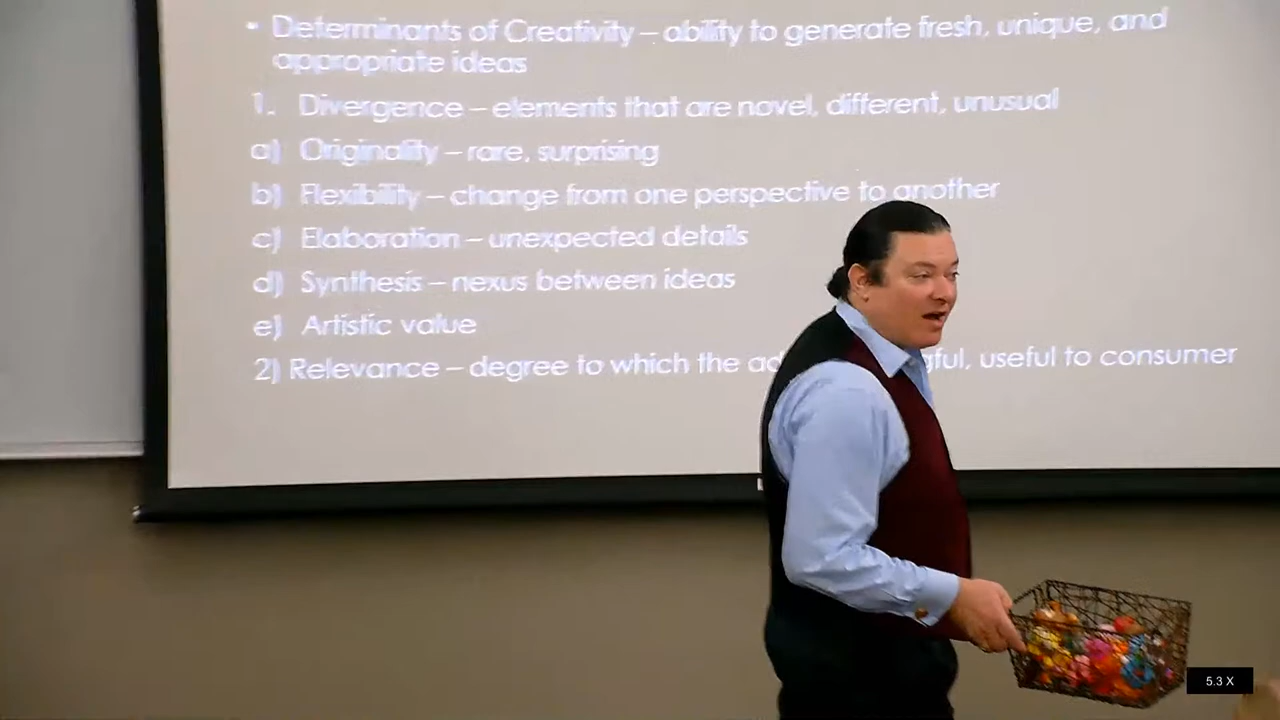 • Determinants of Creativity – ability to generate fresh, unique, and
appropriate ideas
1. Divergence – elements that are novel, different, unusual
a) Originality – rare, surprising
b) Flexibility – change from one perspective to another
c) Elaboration – unexpected details
d) Synthesis – nexus between ideas
e) Artistic value
2) Relevance – degree to which the useful to consumer
5.3 X